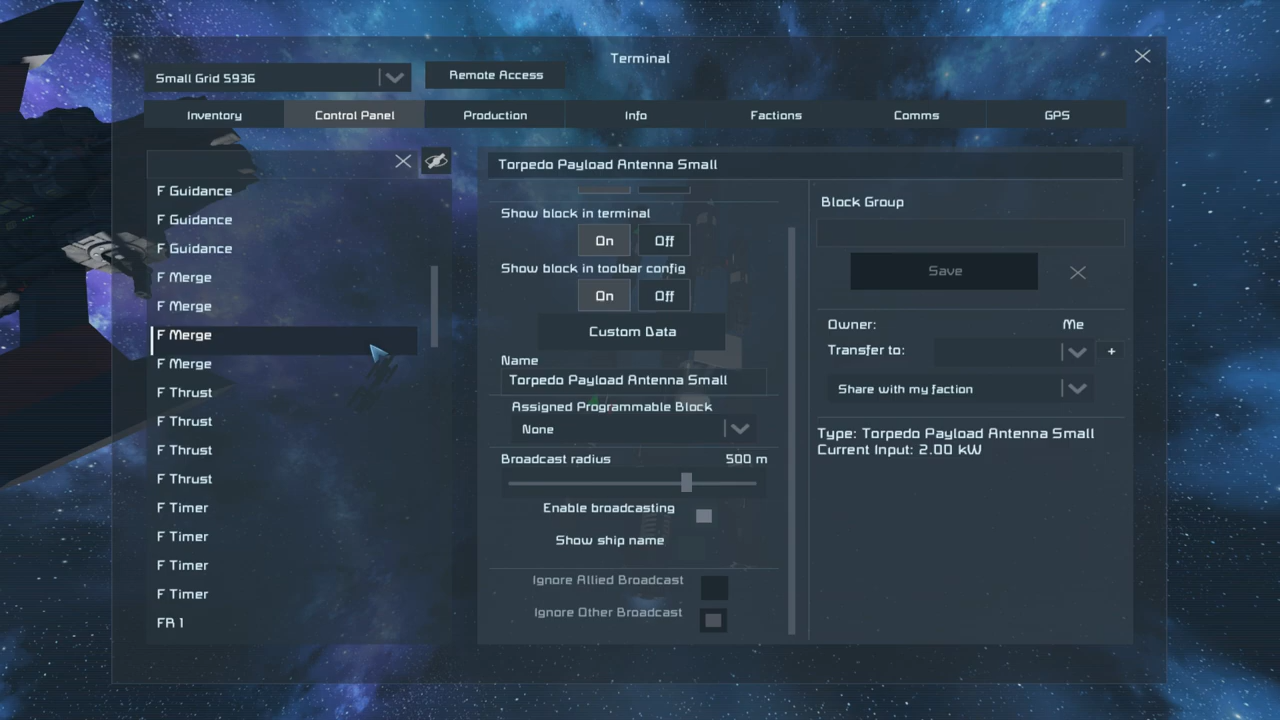 Terminal
Small Grid 5936
Remote Access
Inventory
Control Panel
Production
Info
Factions
Comms
GPS
F Guidance
F Guidance
F Guidance
F Merge
F Merge
F Merge
F Merge
F Thrust
F Thrust
F Thrust
F Thrust
F Timer
F Timer
F Timer
F Timer
FR 1
Torpedo Payload Antenna Small
Show block in terminal
On Off
Show block in toolbar config
On Off
Custom Data
Name
Torpedo Payload Antenna Small
Assigned Programmable Block
None
Broadcast radius 500 m
Enable broadcasting
Show ship name
Ignore Allied Broadcast
Ignore Other Broadcast
Block Group
Save
Owner: Me
Transfer to:
+
Share with my faction
Type: Torpedo Payload Antenna Small
Current Input: 2.00 kW